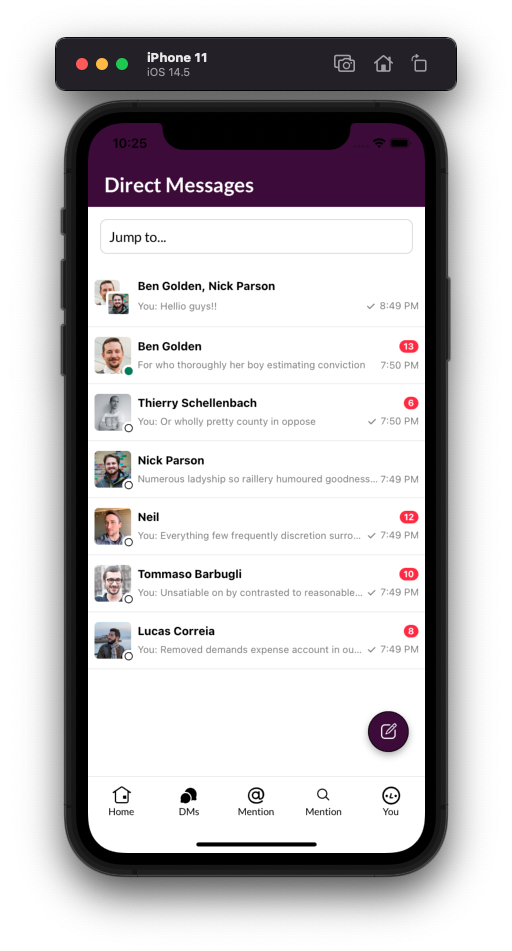 iPhone 11
iOS 14.5
10:25
Direct Messages
Jump to...
Ben Golden, Nick Parson
You: Hellio guys!! 8:49 PM
Ben Golden 13
For who thoroughly her boy estimating conviction 7:50 PM
Thierry Schellenbach 6
You: Or wholly pretty county in oppose 7:50 PM
Nick Parson
Numerous ladyship so raillery humoured goodness... 7:49 PM
Neil 12
You: Everything few frequently discretion surro... 7:49 PM
Tommaso Barbugli 10
You: Unsatiable on by contrasted to reasonable... 7:49 PM
Lucas Correia 8
You: Removed demands expense account in ou... 7:49 PM
Home DMs Mention Mention You